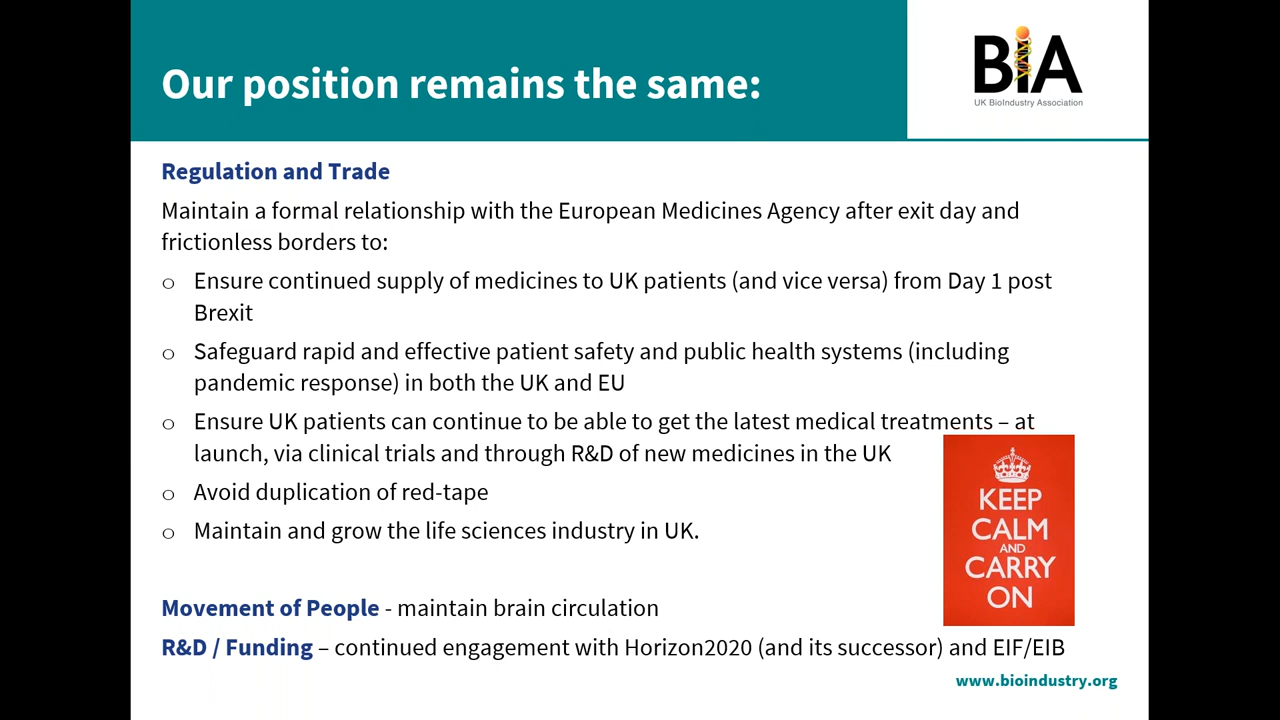 Our position remains the same:
BiA
UK BioIndustry Association
Regulation and Trade
Maintain a formal relationship with the European Medicines Agency after exit day and
frictionless borders to:
o Ensure continued supply of medicines to UK patients (and vice versa) from Day 1 post
Brexit
o Safeguard rapid and effective patient safety and public health systems (including
pandemic response) in both the UK and EU
o Ensure UK patients can continue to be able to get the latest medical treatments – at
launch, via clinical trials and through R&D of new medicines in the UK
o Avoid duplication of red-tape
o Maintain and grow the life sciences industry in UK.
KEEP
CALM
AND
CARRY
ON
Movement of People - maintain brain circulation
R&D / Funding – continued engagement with Horizon2020 (and its successor) and EIF/EIB
www.bioindustry.org